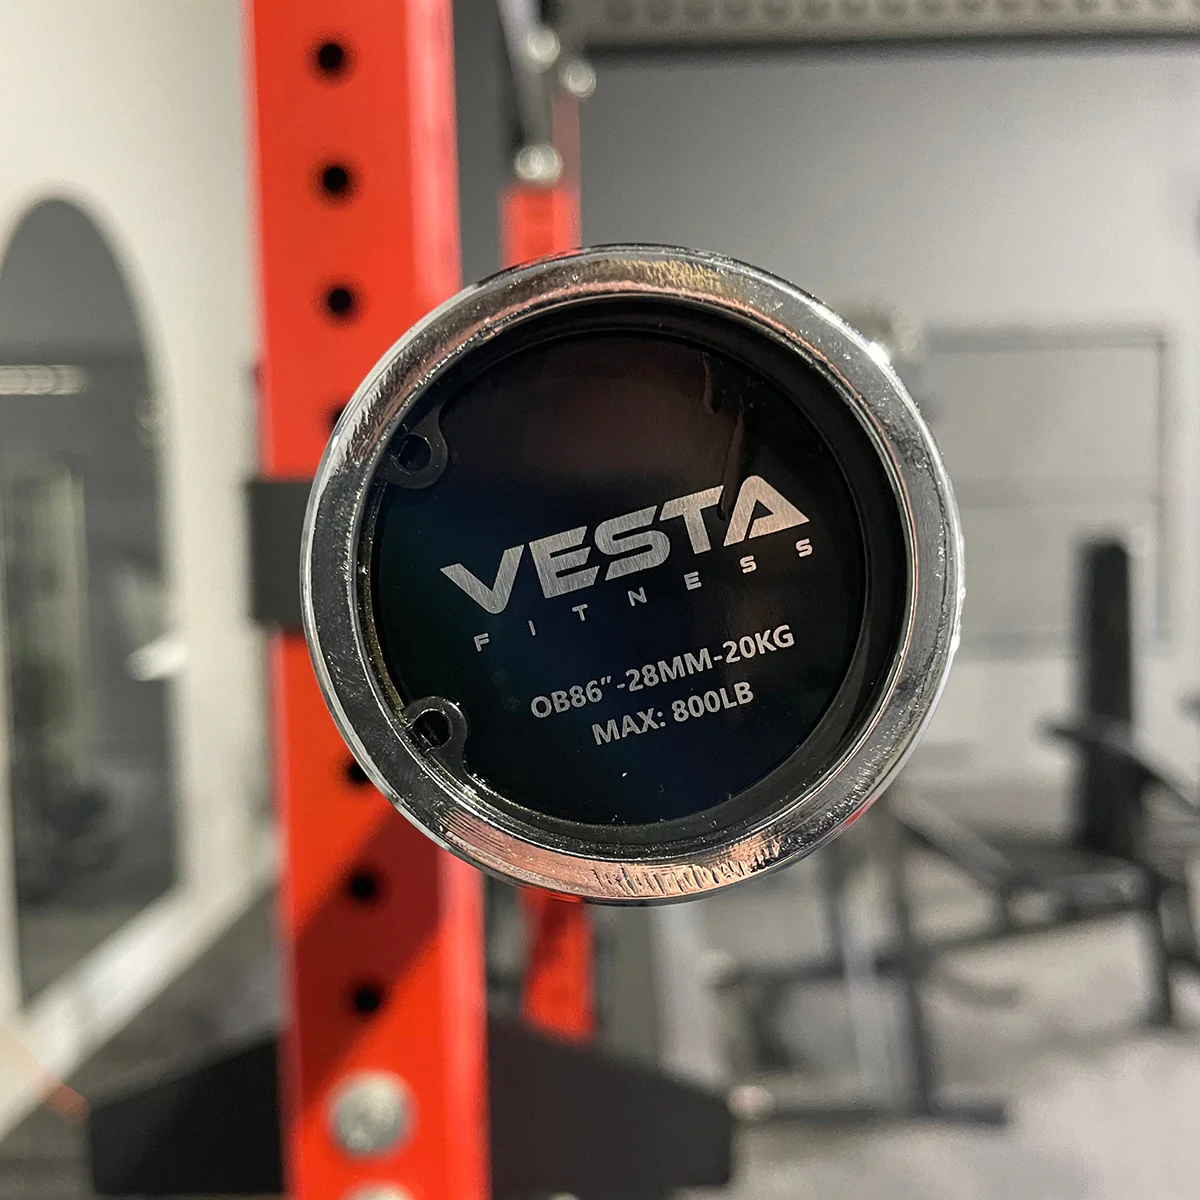 VESTA
FITNESS
OB86″-28MM-20KG
MAX: 800LB